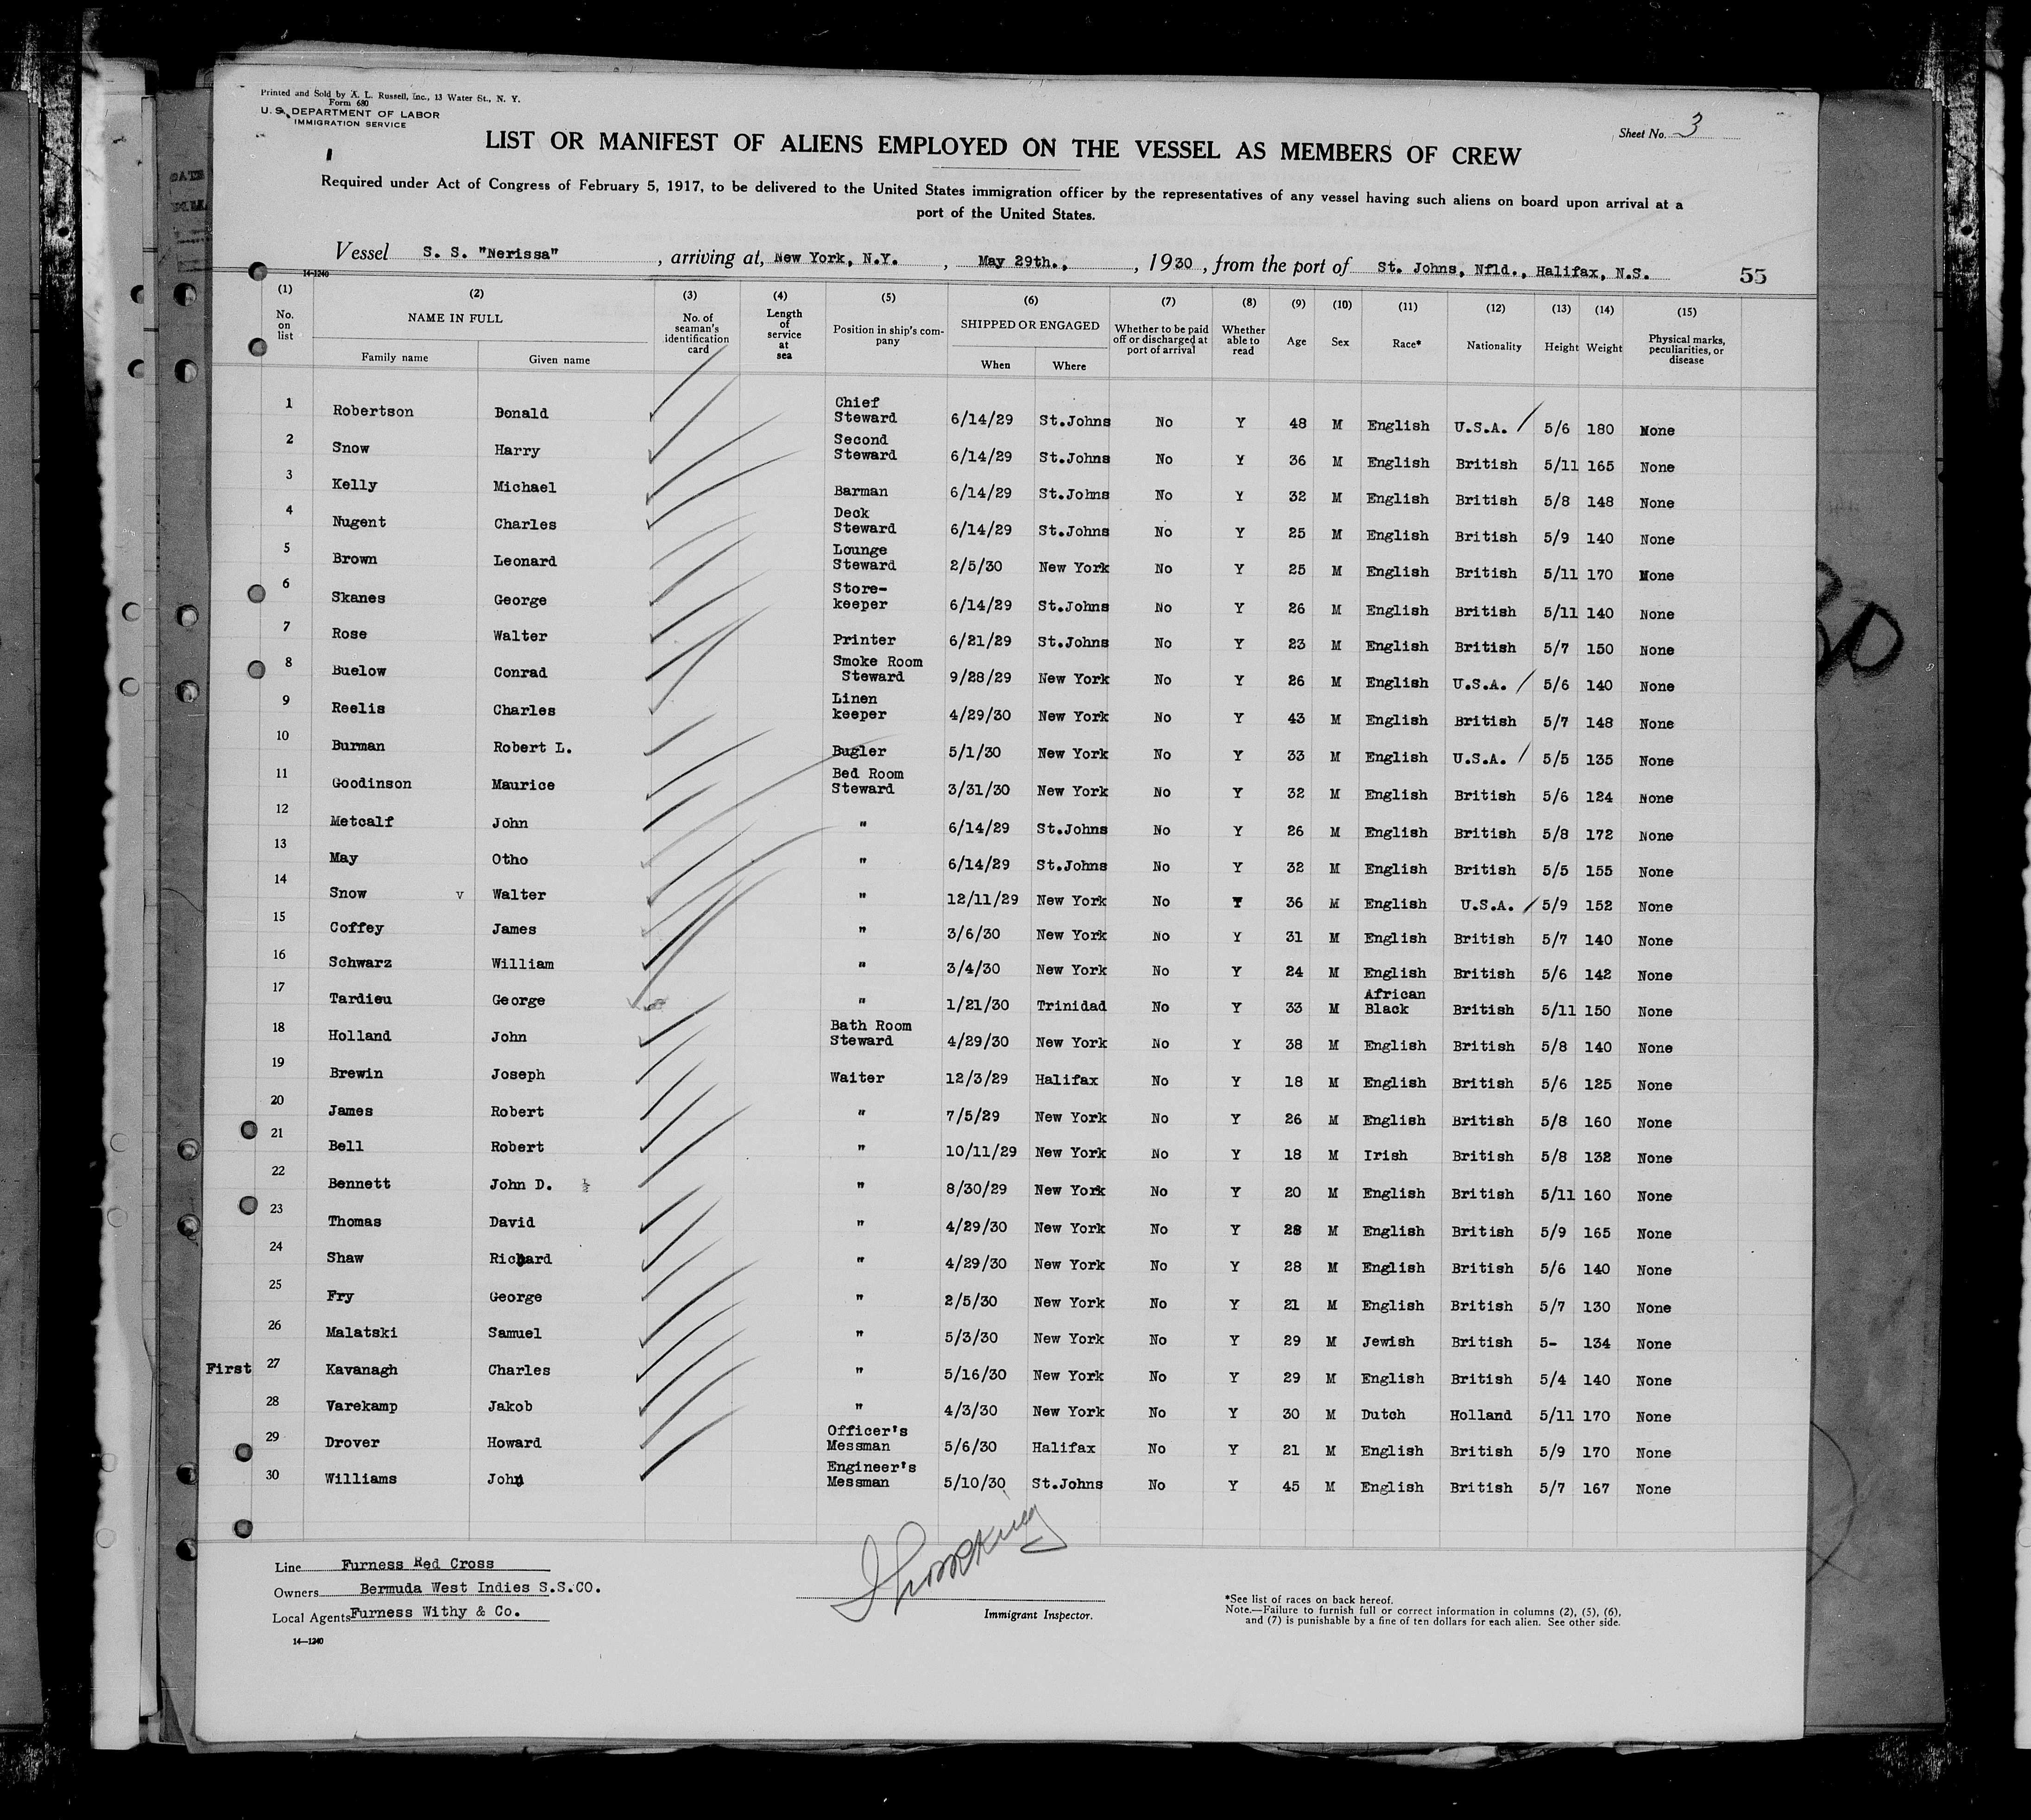 Printed and Sold by A. L. Russell, Inc., 13 Water St., N. Y.
Form 680
U. S. DEPARTMENT OF LABOR
IMMIGRATION SERVICE
Sheet No. 3
LIST OR MANIFEST OF ALIENS EMPLOYED ON THE VESSEL AS MEMBERS OF CREW
Required under Act of Congress of February 5, 1917, to be delivered to the United States immigration officer by the representatives of any vessel having such aliens on board upon arrival at a
port of the United States.
Vessel S. S. "Nerissa", arriving at, New York, N.Y., May 29th., , 1930, from the port of St. Johns, Nfld., Halifax, N.S. 55
14-1240
(1) (2) (3) (4) (5) (6) (7) (8) (9) (10) (11) (12) (13) (14) (15)
No. on list NAME IN FULL Family name Given name No. of seaman's identification card Length of service at sea Position in ship's company SHIPPED OR ENGAGED When Where Whether to be paid off or discharged at port of arrival Whether able to read Age Sex Race* Nationality Height Weight Physical marks, peculiarities, or disease
1 Robertson Donald Chief Steward 6/14/29 St.Johns No Y 48 M English U.S.A. / 5/6 180 None
2 Snow Harry Second Steward 6/14/29 St.Johns No Y 36 M English British 5/11 165 None
3 Kelly Michael Barman 6/14/29 St.Johns No Y 32 M English British 5/8 148 None
4 Nugent Charles Deck Steward 6/14/29 St.Johns No Y 25 M English British 5/9 140 None
5 Brown Leonard Lounge Steward 2/5/30 New York No Y 25 M English British 5/11 170 None
6 Skanes George Store-keeper 6/14/29 St.Johns No Y 26 M English British 5/11 140 None
7 Rose Walter Printer 6/21/29 St.Johns No Y 23 M English British 5/7 150 None
8 Buelow Conrad Smoke Room Steward 9/28/29 New York No Y 26 M English U.S.A. / 5/6 140 None
9 Reelis Charles Linen keeper 4/29/30 New York No Y 43 M English British 5/7 148 None
10 Burman Robert L. Bugler 5/1/30 New York No Y 33 M English U.S.A. / 5/5 135 None
11 Goodinson Maurice Bed Room Steward 3/31/30 New York No Y 32 M English British 5/6 124 None
12 Metcalf John " 6/14/29 St.Johns No Y 26 M English British 5/8 172 None
13 May Otho " 6/14/29 St.Johns No Y 32 M English British 5/5 155 None
14 Snow v Walter " 12/11/29 New York No Y 36 M English U.S.A. / 5/9 152 None
15 Coffey James " 3/6/30 New York No Y 31 M English British 5/7 140 None
16 Schwarz William " 3/4/30 New York No Y 24 M English British 5/6 142 None
17 Tardieu George " 1/21/30 Trinidad No Y 33 M African Black British 5/11 150 None
18 Holland John Bath Room Steward 4/29/30 New York No Y 38 M English British 5/8 140 None
19 Brewin Joseph Waiter 12/3/29 Halifax No Y 18 M English British 5/6 125 None
20 James Robert " 7/5/29 New York No Y 26 M English British 5/8 160 None
21 Bell Robert " 10/11/29 New York No Y 18 M Irish British 5/8 132 None
22 Bennett John D. " 8/30/29 New York No Y 20 M English British 5/11 160 None
23 Thomas David " 4/29/30 New York No Y 28 M English British 5/9 165 None
24 Shaw Richard " 4/29/30 New York No Y 28 M English British 5/6 140 None
25 Fry George " 2/5/30 New York No Y 21 M English British 5/7 130 None
26 Malatski Samuel " 5/3/30 New York No Y 29 M Jewish British 5- 134 None
First 27 Kavanagh Charles " 5/16/30 New York No Y 29 M English British 5/4 140 None
28 Varekamp Jakob " 4/3/30 New York No Y 30 M Dutch Holland 5/11 170 None
29 Drover Howard Officer's Messman 5/6/30 Halifax No Y 21 M English British 5/9 170 None
30 Williams John Engineer's Messman 5/10/30 St.Johns No Y 45 M English British 5/7 167 None
Line Furness Red Cross
Owners Bermuda West Indies S.S.CO.
Local Agents Furness Withy & Co.
14—1240
Immigrant Inspector.
*See list of races on back hereof.
Note.—Failure to furnish full or correct information in columns (2), (5), (6),
and (7) is punishable by a fine of ten dollars for each alien. See other side.